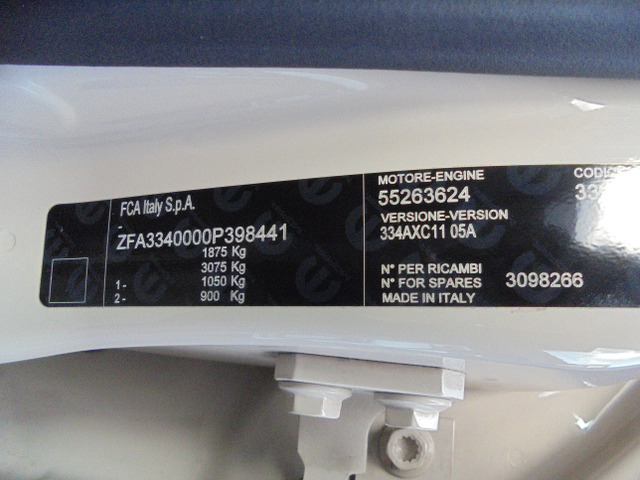 FCA Italy S.p.A.
-
ZFA3340000P398441
1875 Kg
3075 Kg
1- 1050 Kg
2- 900 Kg
MOTORE-ENGINE
55263624
VERSIONE-VERSION
334AXC11 05A
N° PER RICAMBI
N° FOR SPARES 3098266
MADE IN ITALY